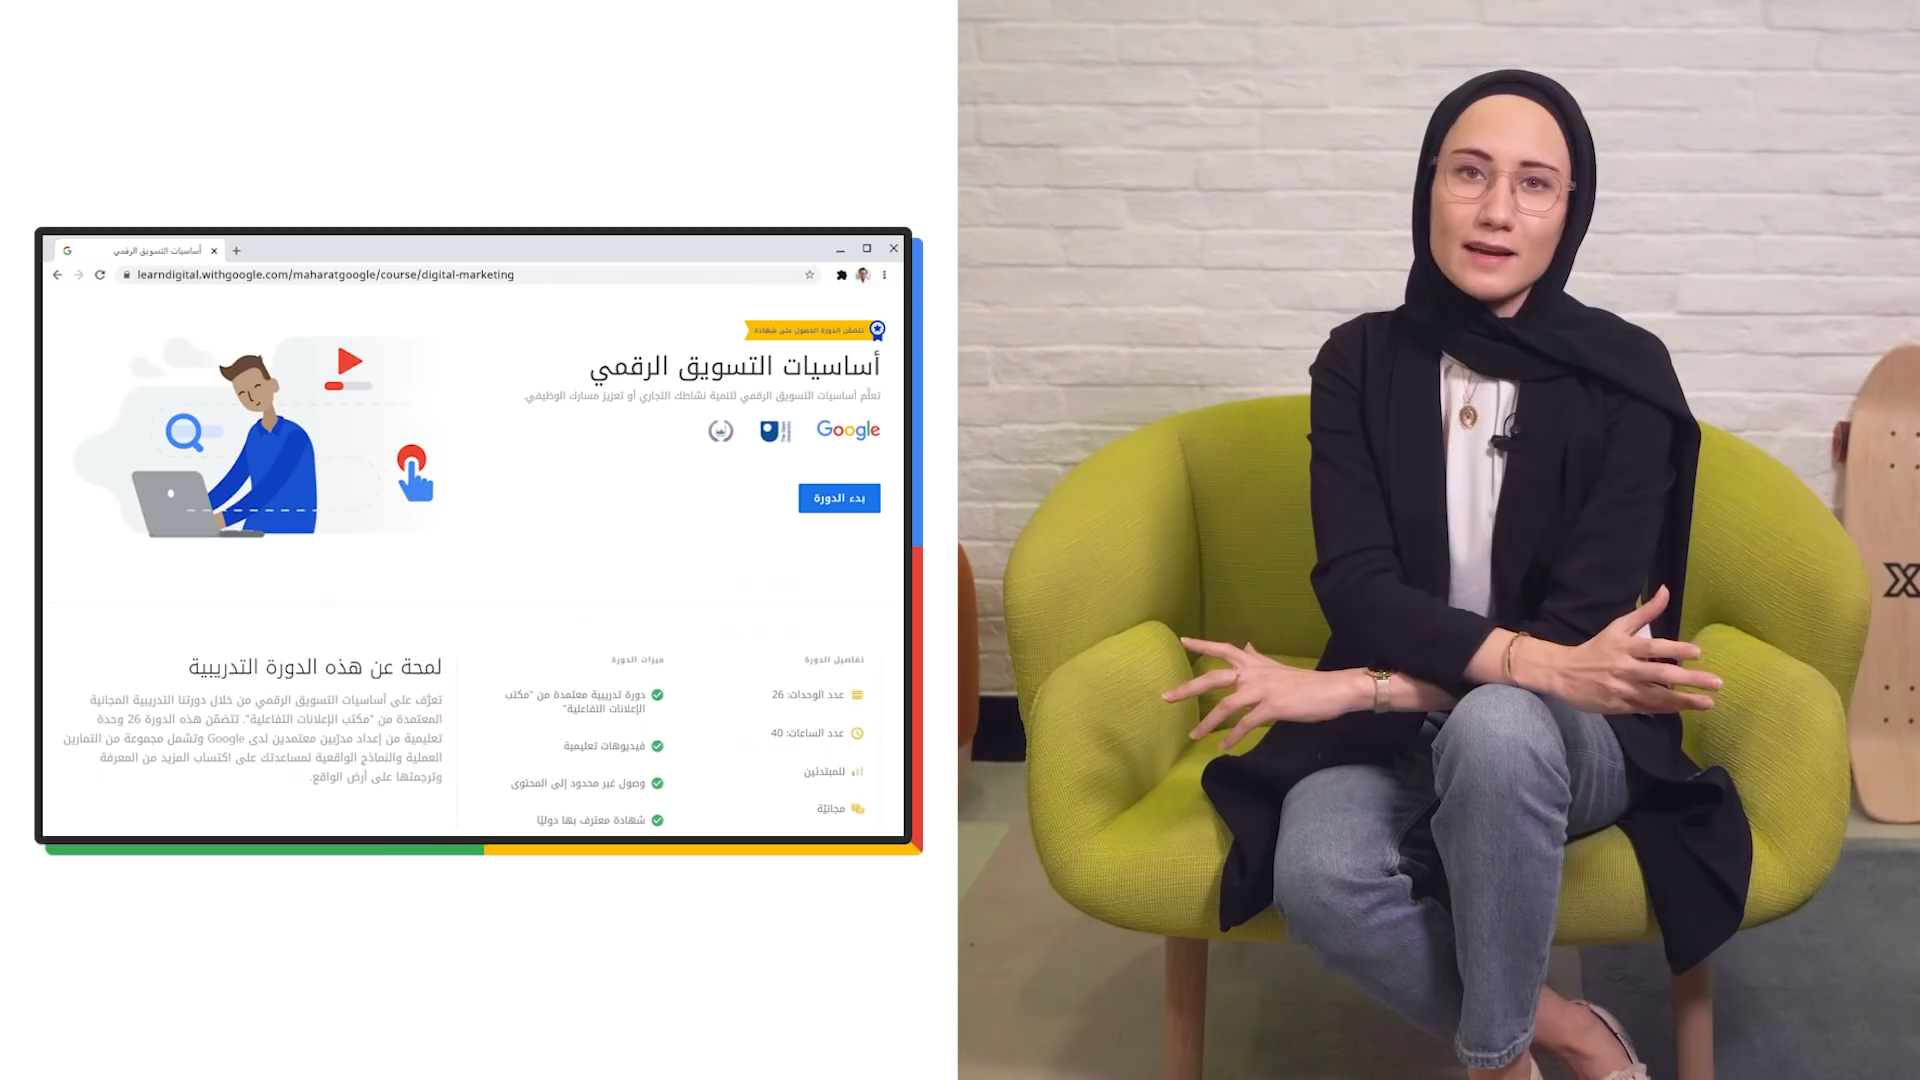 أساسيات التسويق الرقمي
learndigital.withgoogle.com/maharatgoogle/course/digital-marketing
تتضمّن الدورة الحصول على شهادة
أساسيات التسويق الرقمي
تعلُّم أساسيات التسويق الرقمي لتنمية نشاطك التجاري أو تعزيز مسارك الوظيفي.
Google
The Open University
بدء الدورة
تفاصيل الدورة
عدد الوحدات: 26
عدد الساعات: 40
للمبتدئين
مجانيّة
ميزات الدورة
دورة تدريبية معتمدة من "مكتب
الإعلانات التفاعلية"
فيديوهات تعليمية
وصول غير محدود إلى المحتوى
شهادة معترف بها دوليًا
لمحة عن هذه الدورة التدريبية
تعرَّف على أساسيات التسويق الرقمي من خلال دورتنا التدريبية المجانية
المعتمدة من "مكتب الإعلانات التفاعلية". تتضمّن هذه الدورة 26 وحدة
تعليمية من إعداد مدرّبين معتمدين لدى Google وتشمل مجموعة من التمارين
العملية والنماذج الواقعية لمساعدتك على اكتساب المزيد من المعرفة
وترجمتها على أرض الواقع.
X